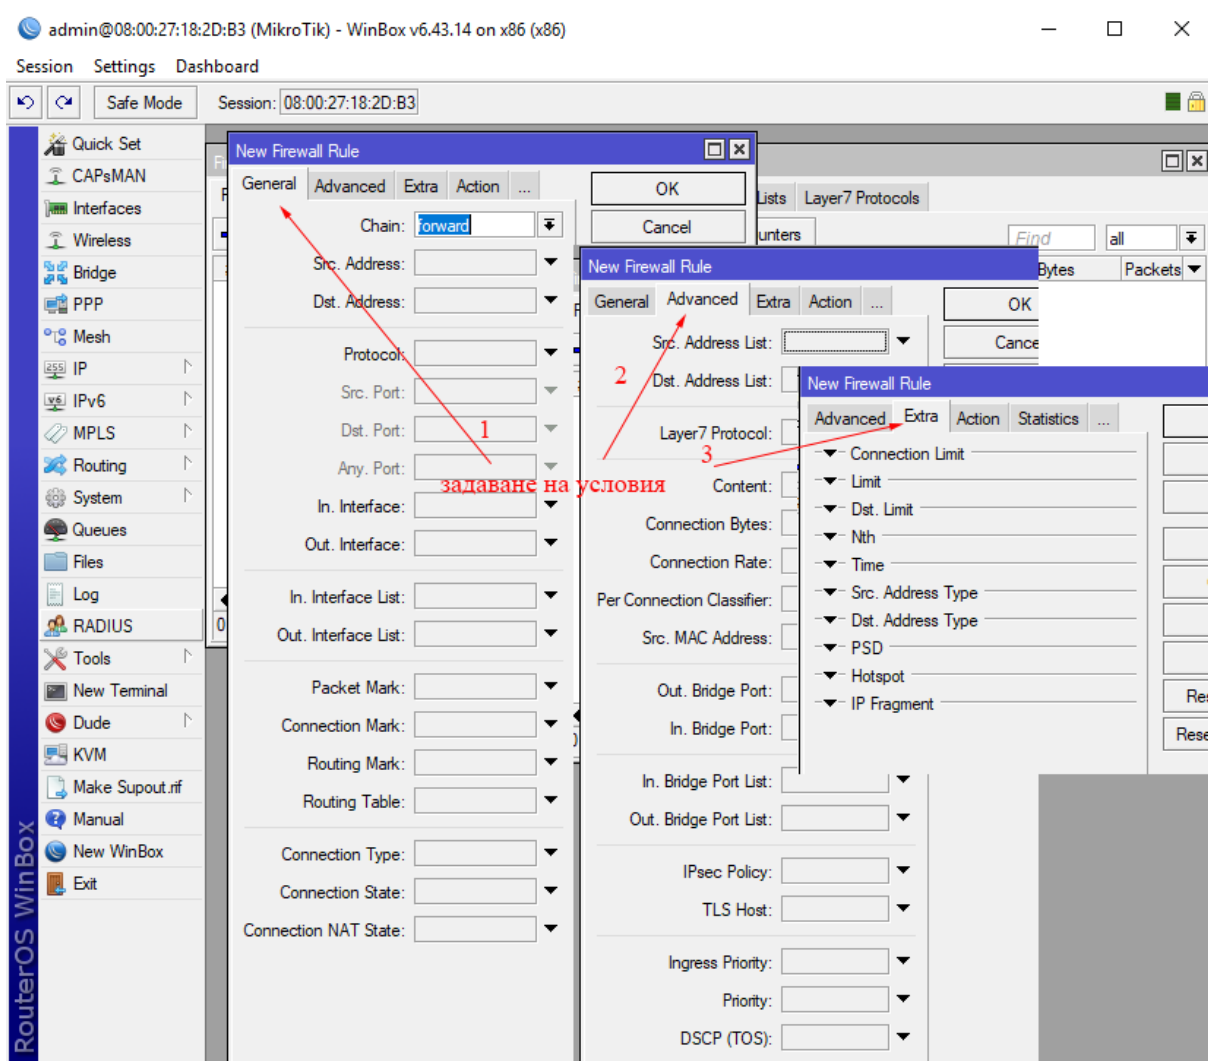 admin@08:00:27:18:2D:B3 (MikroTik) - WinBox v6.43.14 on x86 (x86)
Session Settings Dashboard
Safe Mode Session: 08:00:27:18:2D:B3
Quick Set
CAPsMAN
Interfaces
Wireless
Bridge
PPP
Mesh
IP
IPv6
MPLS
Routing
System
Queues
Files
Log
RADIUS
Tools
New Terminal
Dude
KVM
Make Supout.rif
Manual
New WinBox
Exit
RouterOS WinBox
New Firewall Rule
General Advanced Extra Action ...
OK
Cancel
Chain: forward
Src. Address:
Dst. Address:
Protocol:
Src. Port:
Dst. Port:
Any. Port:
In. Interface:
Out. Interface:
In. Interface List:
Out. Interface List:
Packet Mark:
Connection Mark:
Routing Mark:
Routing Table:
Connection Type:
Connection State:
Connection NAT State:
1
задаване на условия
Lists Layer7 Protocols
unters
Find all
Bytes Packets
New Firewall Rule
General Advanced Extra Action ...
OK
Cance
Src. Address List:
2
Dst. Address List:
Layer7 Protocol:
Content:
Connection Bytes:
Connection Rate:
Per Connection Classifier:
Src. MAC Address:
Out. Bridge Port:
In. Bridge Port:
In. Bridge Port List:
Out. Bridge Port List:
IPsec Policy:
TLS Host:
Ingress Priority:
Priority:
DSCP (TOS):
New Firewall Rule
Advanced Extra Action Statistics ...
3
Connection Limit
Limit
Dst. Limit
Nth
Time
Src. Address Type
Dst. Address Type
PSD
Hotspot
IP Fragment
Res
Rese